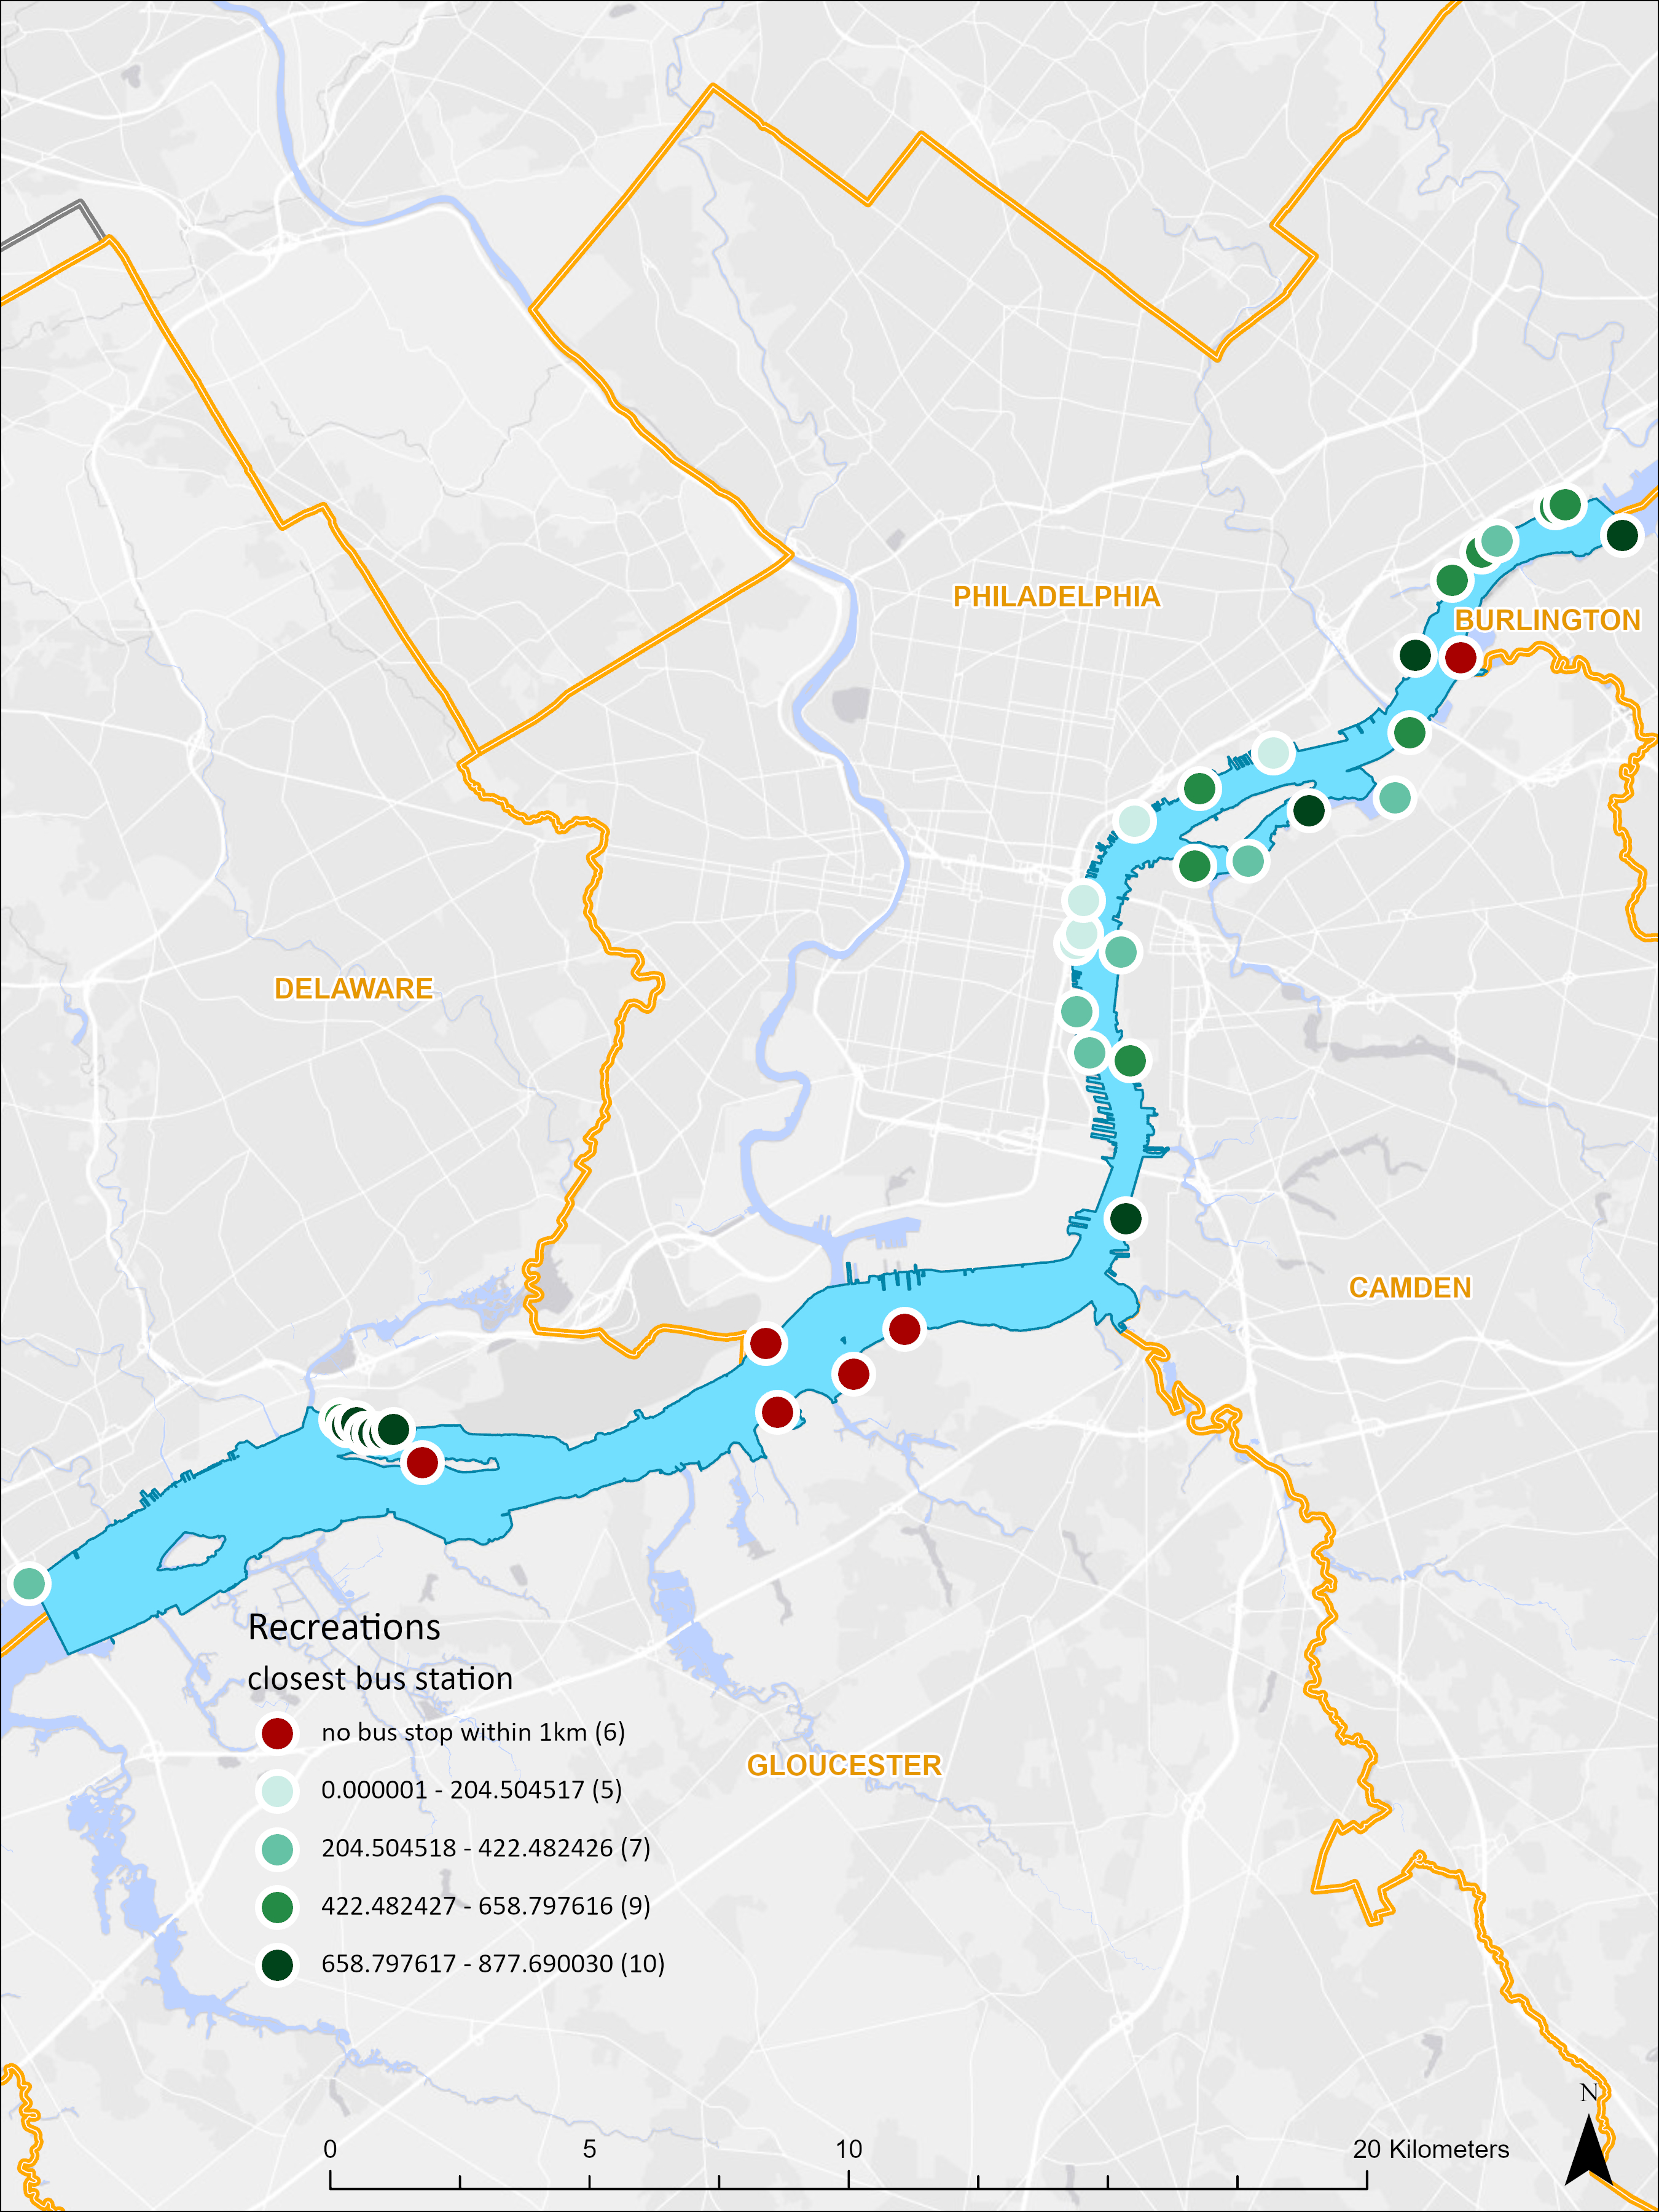 PHILADELPHIA
BURLINGTON
DELAWARE
CAMDEN
Recreations
closest bus station
no bus stop within 1km (6)
0.000001 - 204.504517 (5)
204.504518 - 422.482426 (7)
422.482427 - 658.797616 (9)
658.797617 - 877.690030 (10)
GLOUCESTER
N
0 5 10 20 Kilometers